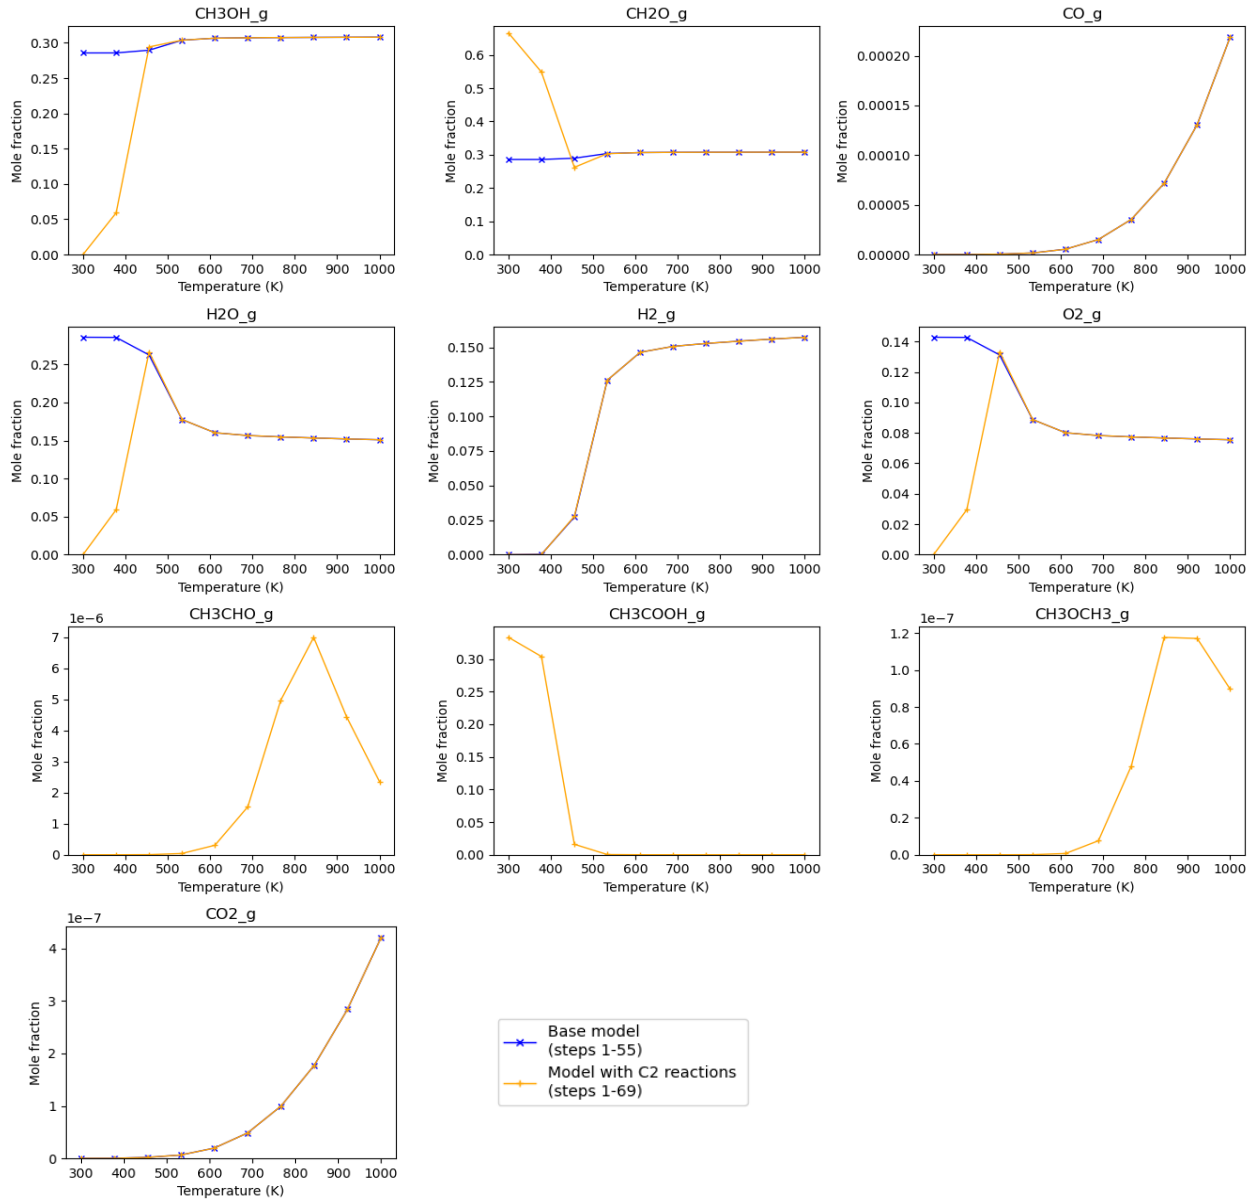 CH3OH_g
Mole fraction
0.30
0.25
0.20
0.15
0.10
0.05
0.00
300 400 500 600 700 800 900 1000
Temperature (K)
CH2O_g
Mole fraction
0.6
0.5
0.4
0.3
0.2
0.1
0.0
300 400 500 600 700 800 900 1000
Temperature (K)
CO_g
Mole fraction
0.00020
0.00015
0.00010
0.00005
0.00000
300 400 500 600 700 800 900 1000
Temperature (K)
H2O_g
Mole fraction
0.25
0.20
0.15
0.10
0.05
0.00
300 400 500 600 700 800 900 1000
Temperature (K)
H2_g
Mole fraction
0.150
0.125
0.100
0.075
0.050
0.025
0.000
300 400 500 600 700 800 900 1000
Temperature (K)
O2_g
Mole fraction
0.14
0.12
0.10
0.08
0.06
0.04
0.02
0.00
300 400 500 600 700 800 900 1000
Temperature (K)
CH3CHO_g
1e−6
Mole fraction
7
6
5
4
3
2
1
0
300 400 500 600 700 800 900 1000
Temperature (K)
CH3COOH_g
Mole fraction
0.30
0.25
0.20
0.15
0.10
0.05
0.00
300 400 500 600 700 800 900 1000
Temperature (K)
CH3OCH3_g
1e−7
Mole fraction
1.2
1.0
0.8
0.6
0.4
0.2
0.0
300 400 500 600 700 800 900 1000
Temperature (K)
CO2_g
1e−7
Mole fraction
4
3
2
1
0
300 400 500 600 700 800 900 1000
Temperature (K)
Base model
(steps 1-55)
Model with C2 reactions
(steps 1-69)